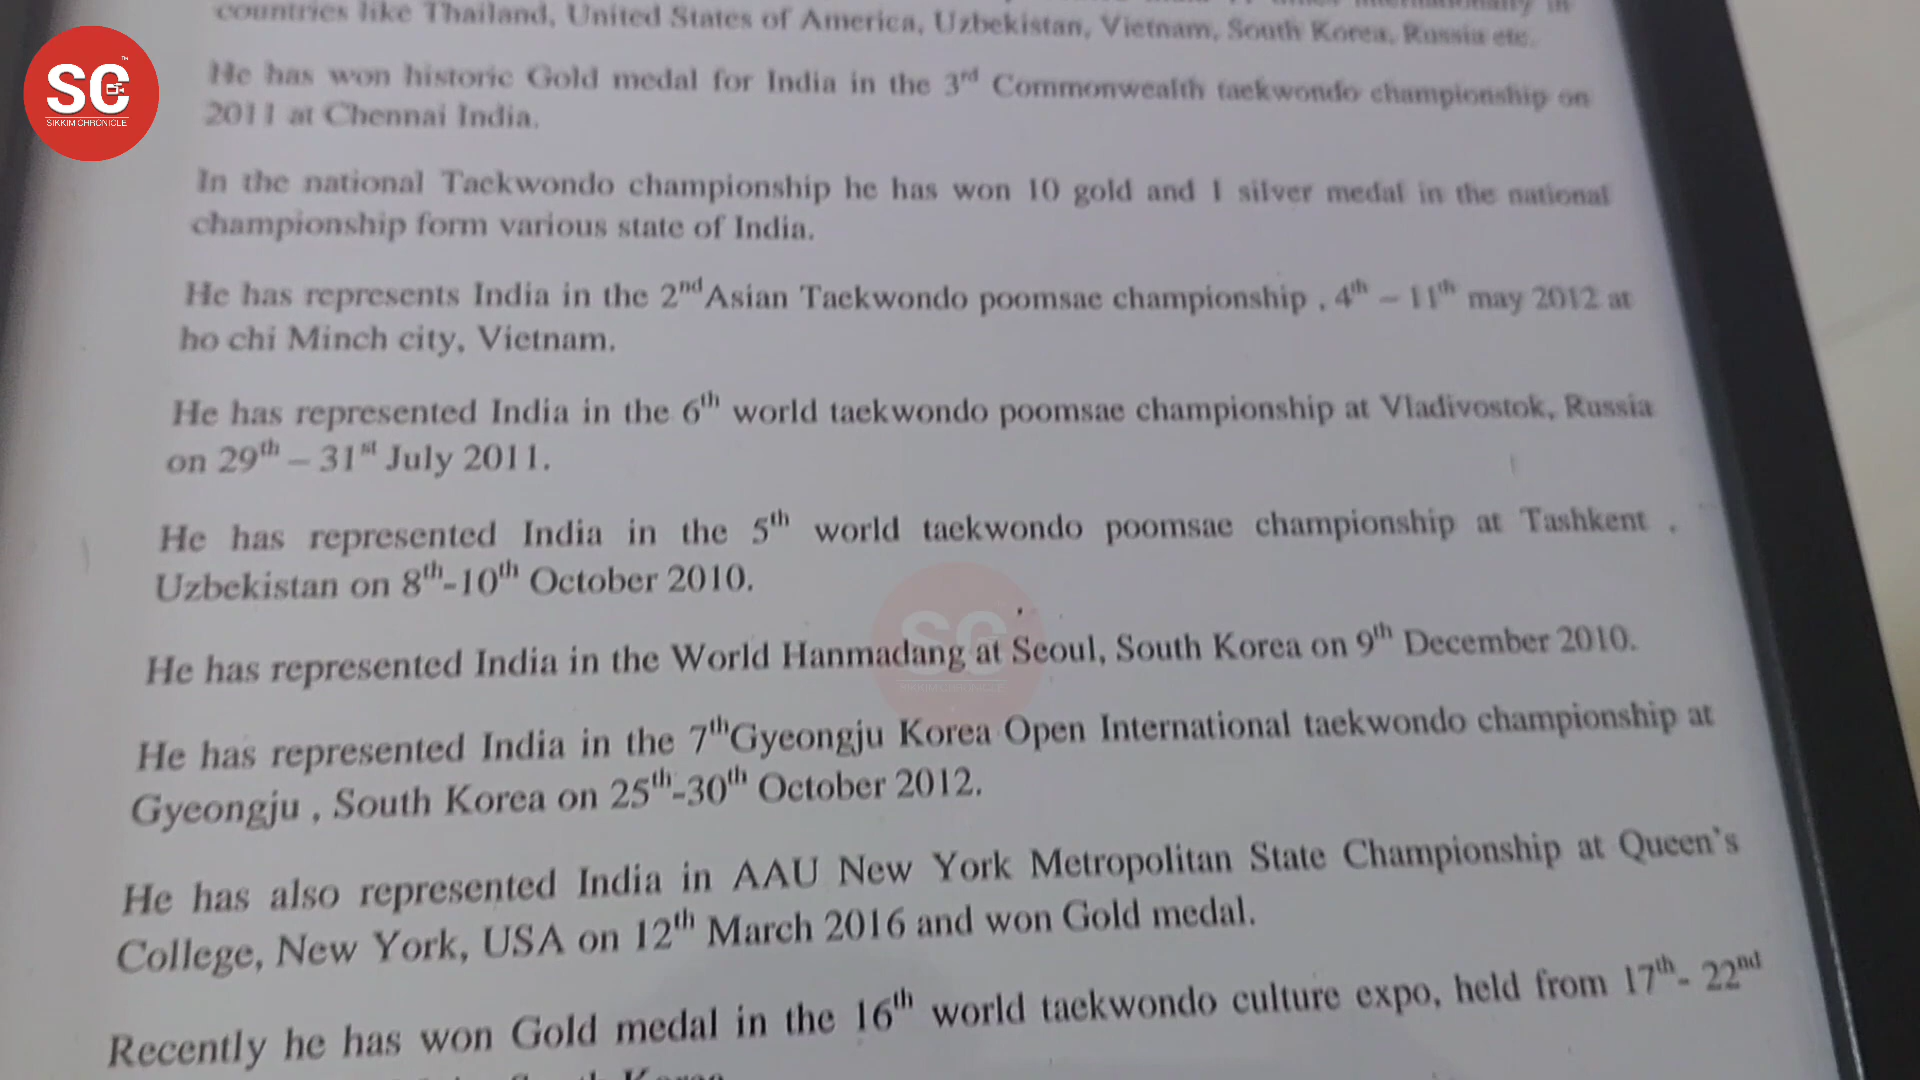 countries like Thailand, United States of America, Uzbekistan, Vietnam, South Korea, Russia etc.
SC
SIKKIM CHRONICLE
He has won historic Gold medal for India in the 3rd Commonwealth taekwondo championship on
2011 at Chennai India.
In the national Taekwondo championship he has won 10 gold and 1 silver medal in the national
championship form various state of India.
He has represents India in the 2nd Asian Taekwondo poomsae championship , 4th – 11th may 2012 at
ho chi Minch city, Vietnam.
He has represented India in the 6th world taekwondo poomsae championship at Vladivostok, Russia
on 29th – 31st July 2011.
He has represented India in the 5th world taekwondo poomsae championship at Tashkent ,
Uzbekistan on 8th-10th October 2010.
He has represented India in the World Hanmadang at Seoul, South Korea on 9th December 2010.
He has represented India in the 7th Gyeongju Korea Open International taekwondo championship at
Gyeongju , South Korea on 25th-30th October 2012.
He has also represented India in AAU New York Metropolitan State Championship at Queen's
College, New York, USA on 12th March 2016 and won Gold medal.
Recently he has won Gold medal in the 16th world taekwondo culture expo, held from 17th- 22nd
South Korea